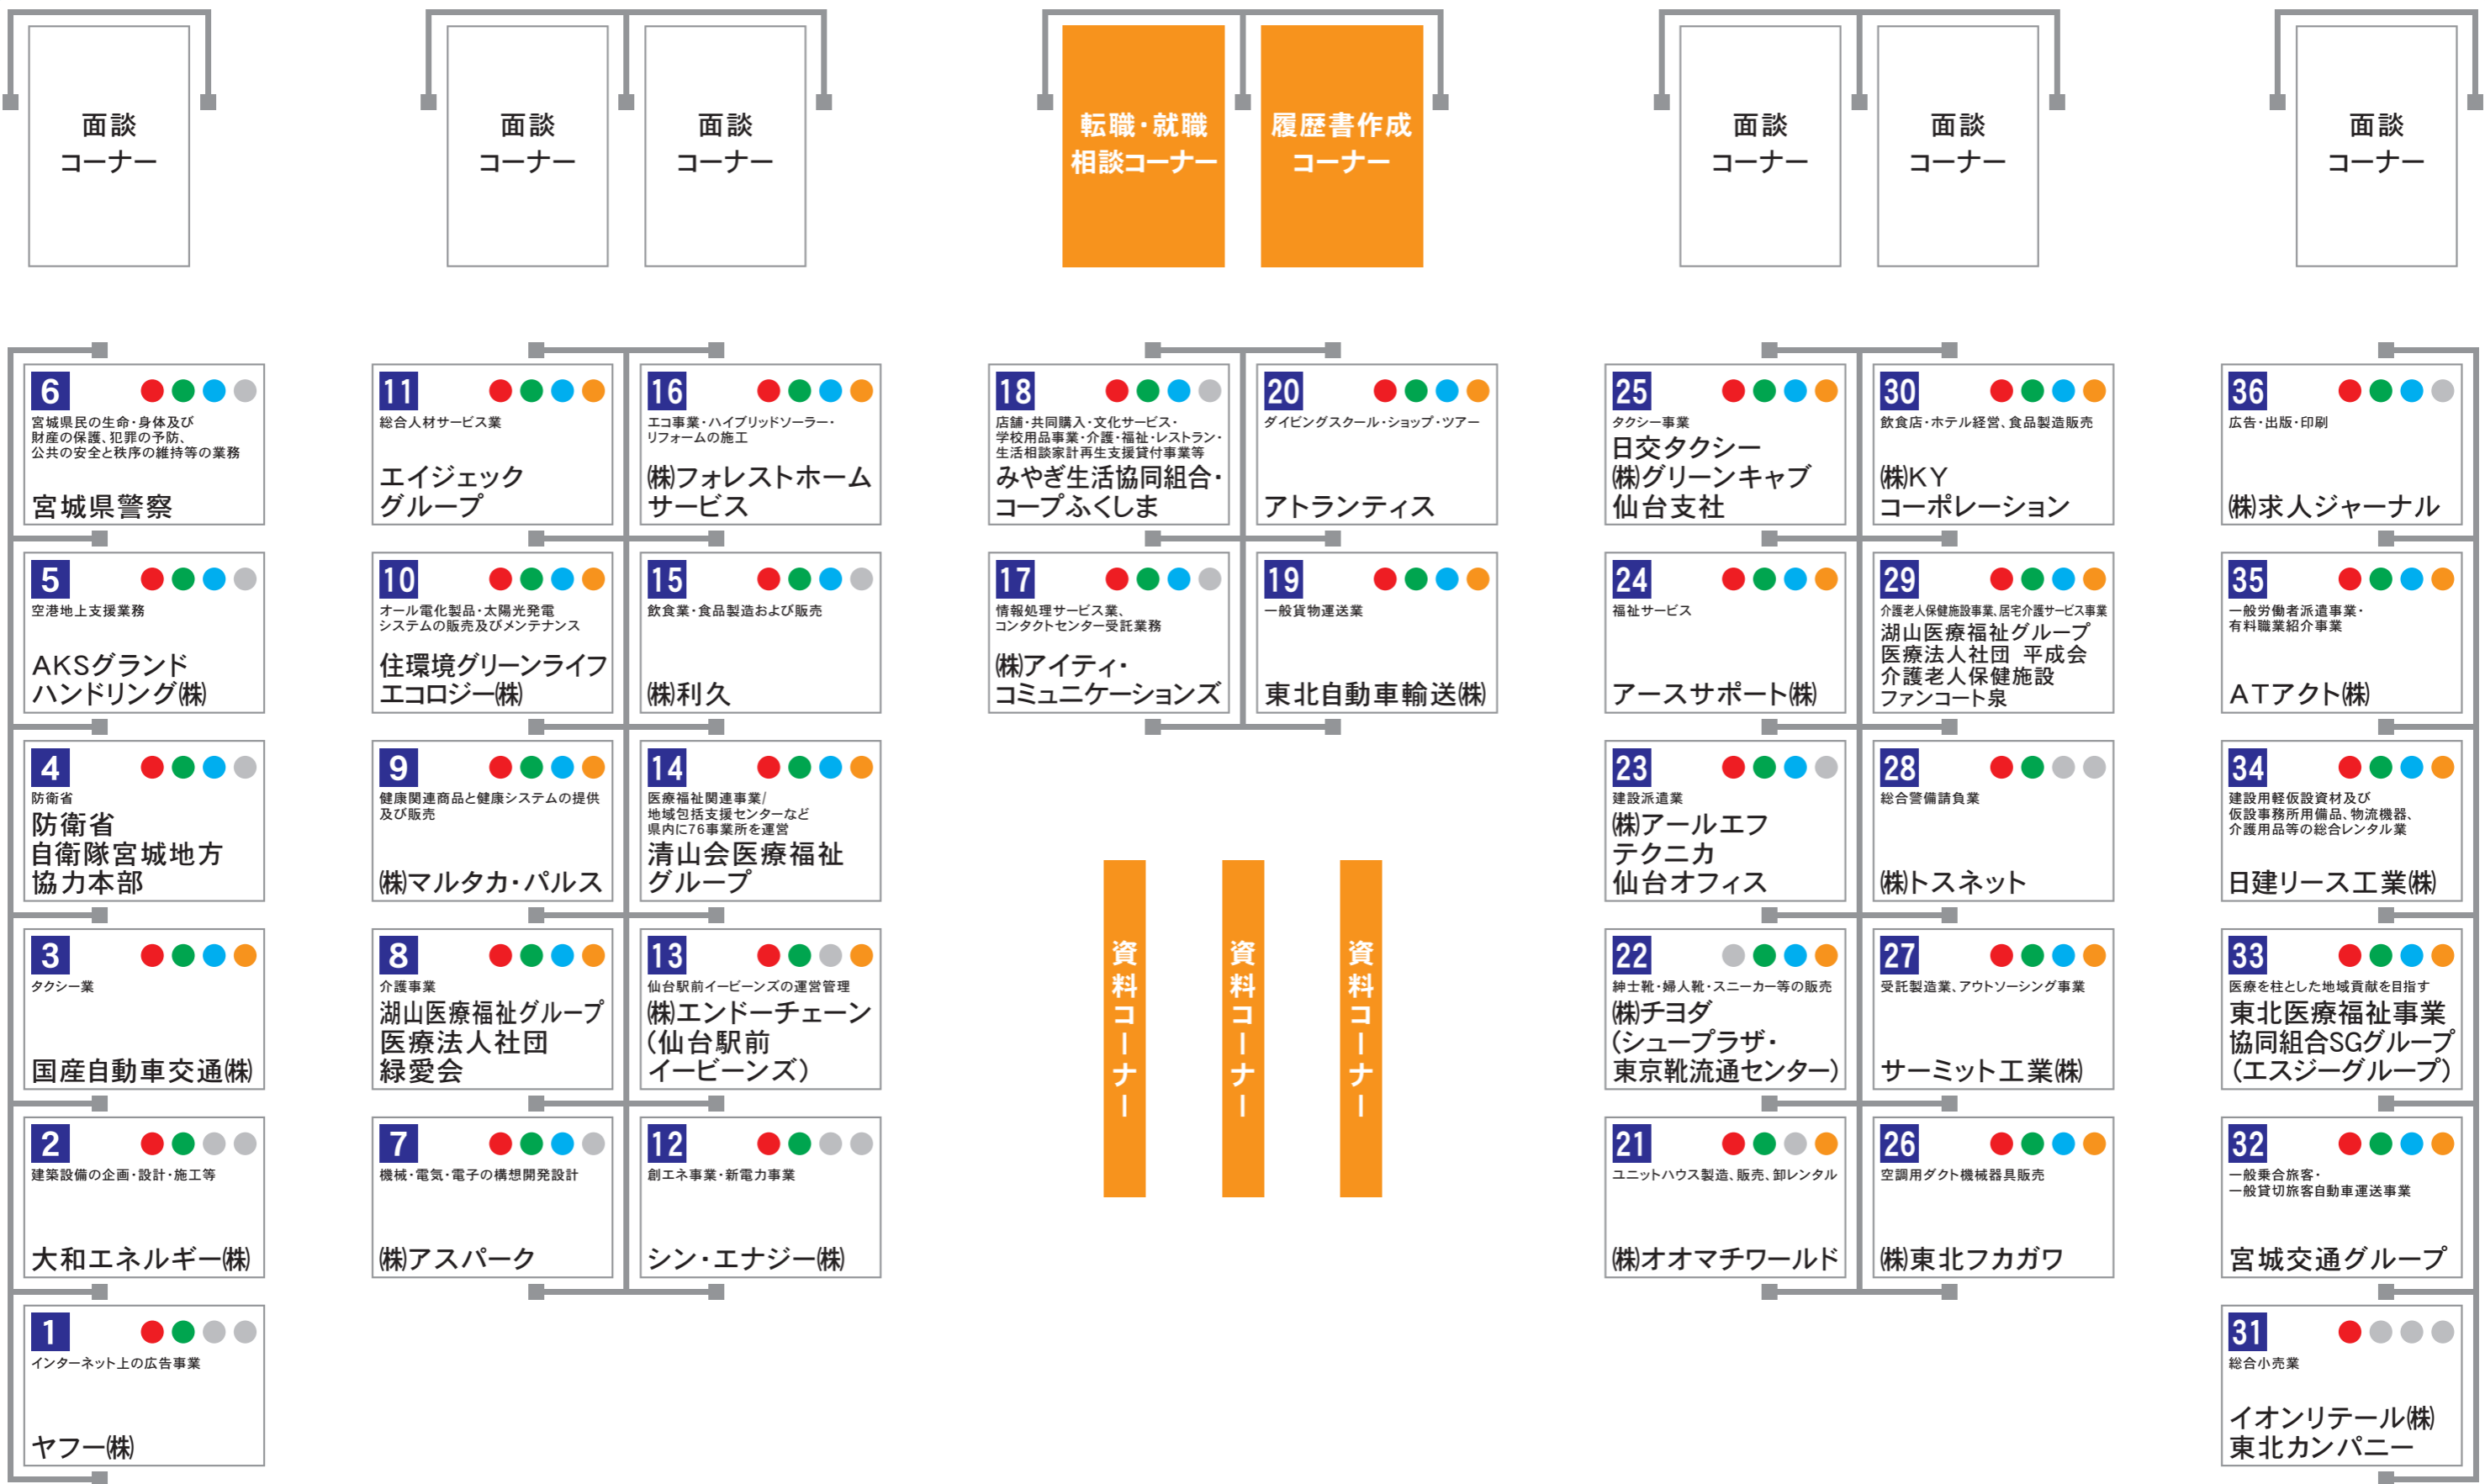 面談
コーナー
面談
コーナー
面談
コーナー
転職・就職
相談コーナー
履歴書作成
コーナー
面談
コーナー
面談
コーナー
面談
コーナー
6
宮城県民の生命・身体及び
財産の保護、犯罪の予防、
公共の安全と秩序の維持等の業務
宮城県警察
5
空港地上支援業務
AKSグランド
ハンドリング㈱
4
防衛省
防衛省
自衛隊宮城地方
協力本部
3
タクシー業
国産自動車交通㈱
2
建築設備の企画・設計・施工等
大和エネルギー㈱
1
インターネット上の広告事業
ヤフー㈱
11
総合人材サービス業
エイジェック
グループ
10
オール電化製品・太陽光発電
システムの販売及びメンテナンス
住環境グリーンライフ
エコロジー㈱
9
健康関連商品と健康システムの提供
及び販売
㈱マルタカ・パルス
8
介護事業
湖山医療福祉グループ
医療法人社団
緑愛会
7
機械・電気・電子の構想開発設計
㈱アスパーク
16
エコ事業・ハイブリッドソーラー・
リフォームの施工
㈱フォレストホーム
サービス
15
飲食業・食品製造および販売
㈱利久
14
医療福祉関連事業/
地域包括支援センターなど
県内に76事業所を運営
清山会医療福祉
グループ
13
仙台駅前イービーンズの運営管理
㈱エンドーチェーン
(仙台駅前
イービーンズ)
12
創エネ事業・新電力事業
シン・エナジー㈱
18
店舗・共同購入・文化サービス・
学校用品事業・介護・福祉・レストラン・
生活相談家計再生支援貸付事業等
みやぎ生活協同組合・
コープふくしま
17
情報処理サービス業、
コンタクトセンター受託業務
㈱アイティ・
コミュニケーションズ
20
ダイビングスクール・ショップ・ツアー
アトランティス
19
一般貨物運送業
東北自動車輸送㈱
資料コーナー
資料コーナー
資料コーナー
25
タクシー事業
日交タクシー
㈱グリーンキャブ
仙台支社
24
福祉サービス
アースサポート㈱
23
建設派遣業
㈱アールエフ
テクニカ
仙台オフィス
22
紳士靴・婦人靴・スニーカー等の販売
㈱チヨダ
(シュープラザ・
東京靴流通センター)
21
ユニットハウス製造、販売、卸レンタル
㈱オオマチワールド
30
飲食店・ホテル経営、食品製造販売
㈱KY
コーポレーション
29
介護老人保健施設事業、居宅介護サービス事業
湖山医療福祉グループ
医療法人社団 平成会
介護老人保健施設
ファンコート泉
28
総合警備請負業
㈱トスネット
27
受託製造業、アウトソーシング事業
サーミット工業㈱
26
空調用ダクト機械器具販売
㈱東北フカガワ
36
広告・出版・印刷
㈱求人ジャーナル
35
一般労働者派遣事業・
有料職業紹介事業
ATアクト㈱
34
建設用軽仮設資材及び
仮設事務所用備品、物流機器、
介護用品等の総合レンタル業
日建リース工業㈱
33
医療を柱とした地域貢献を目指す
東北医療福祉事業
協同組合SGグループ
(エスジーグループ)
32
一般乗合旅客・
一般貸切旅客自動車運送事業
宮城交通グループ
31
総合小売業
イオンリテール㈱
東北カンパニー